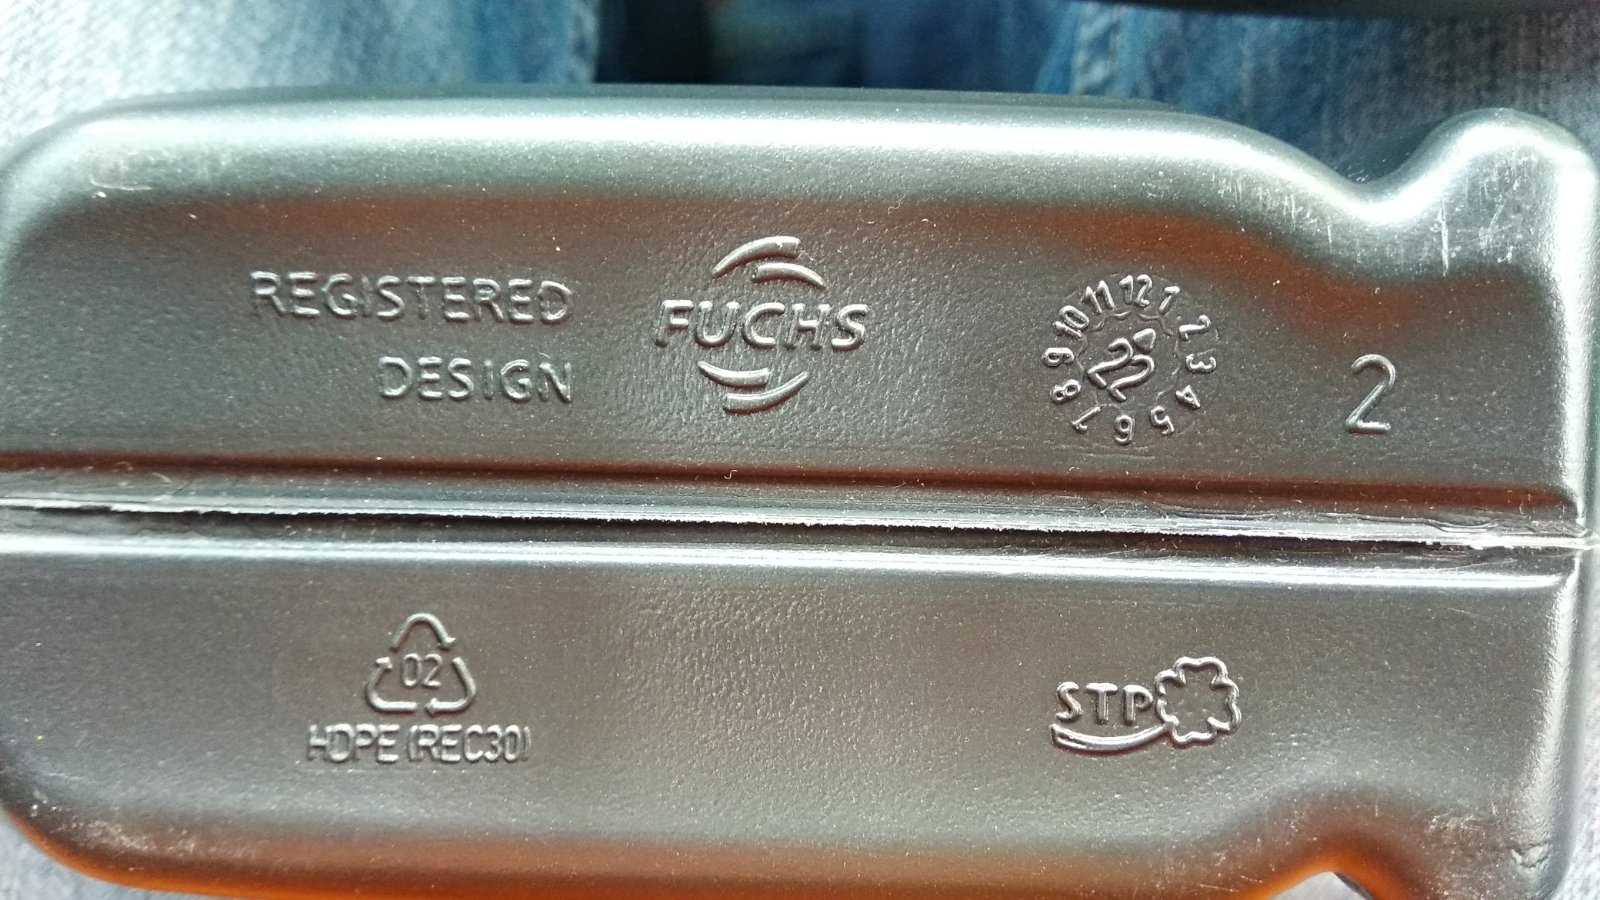 REGISTERED
DESIGN
FUCHS
1 2 3 4 5 6 7 8 9 10 11 12
22
2
02
HDPE (REC30)
STP